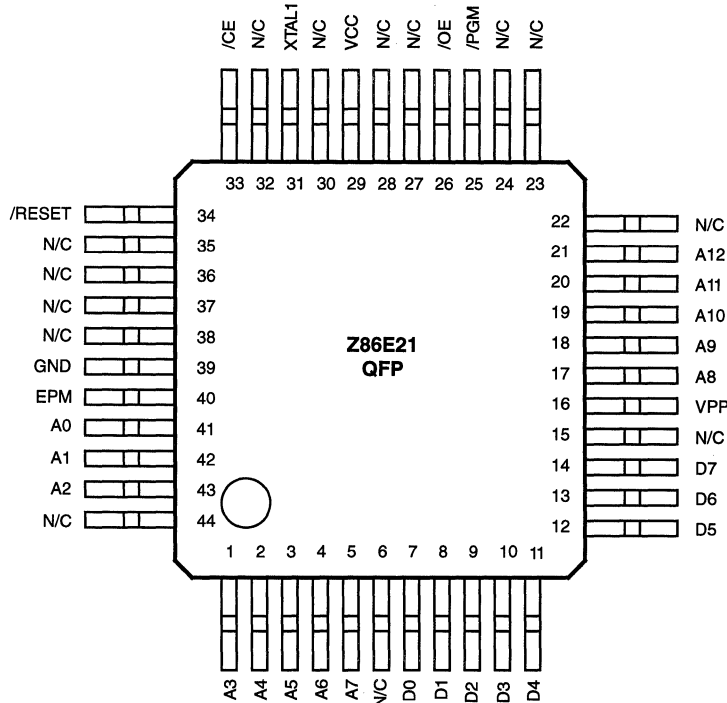 /CE N/C XTAL1 N/C VCC N/C N/C /OE /PGM N/C N/C
33 32 31 30 29 28 27 26 25 24 23
/RESET 34
N/C 35
N/C 36
N/C 37
N/C 38
GND 39
EPM 40
A0 41
A1 42
A2 43
N/C 44
Z86E21
QFP
22 N/C
21 A12
20 A11
19 A10
18 A9
17 A8
16 VPP
15 N/C
14 D7
13 D6
12 D5
1 2 3 4 5 6 7 8 9 10 11
A3 A4 A5 A6 A7 N/C D0 D1 D2 D3 D4